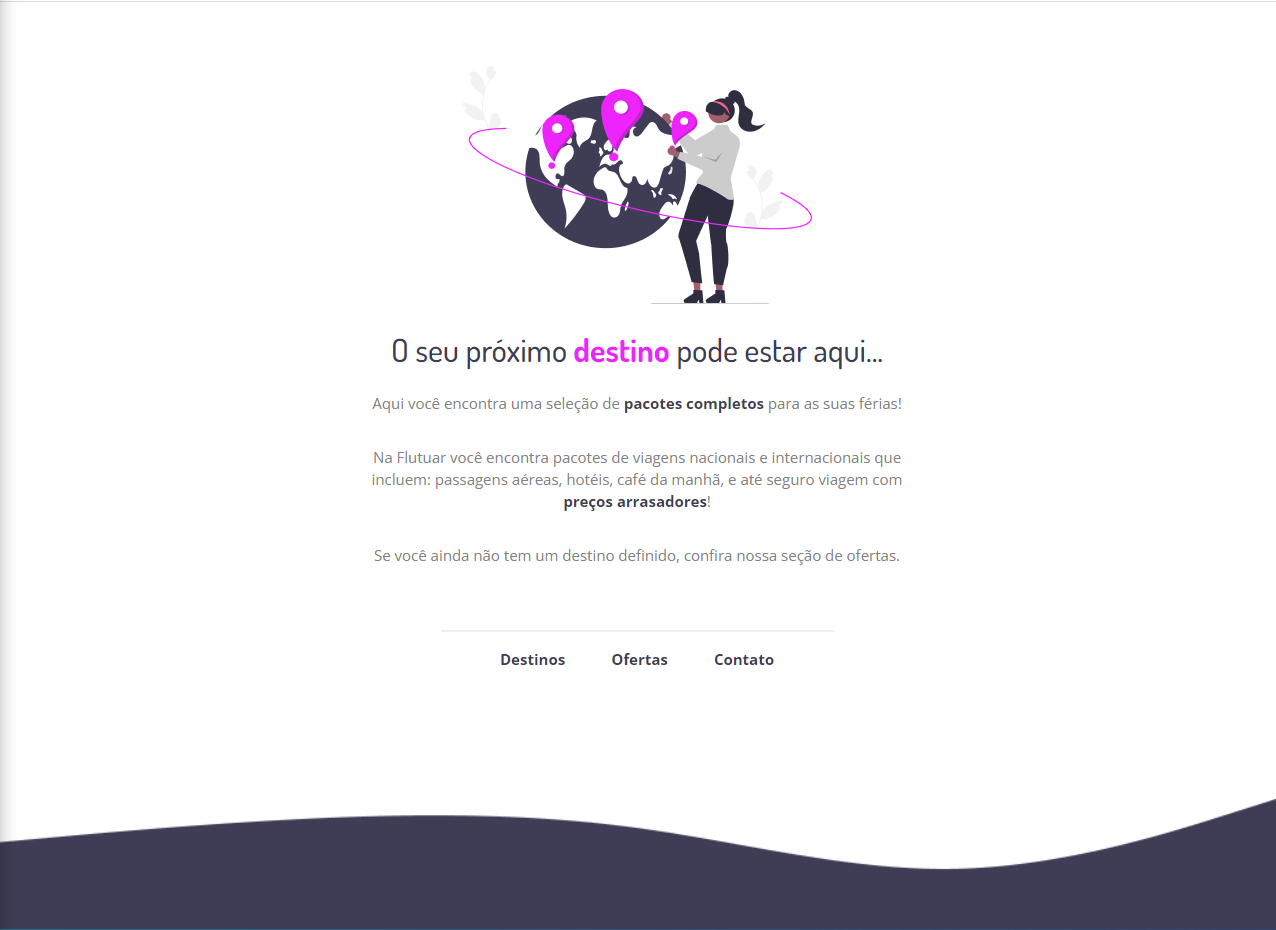 O seu próximo destino pode estar aqui...
Aqui você encontra uma seleção de pacotes completos para as suas férias!
Na Flutuar você encontra pacotes de viagens nacionais e internacionais que
incluem: passagens aéreas, hotéis, café da manhã, e até seguro viagem com
preços arrasadores!
Se você ainda não tem um destino definido, confira nossa seção de ofertas.
Destinos Ofertas Contato